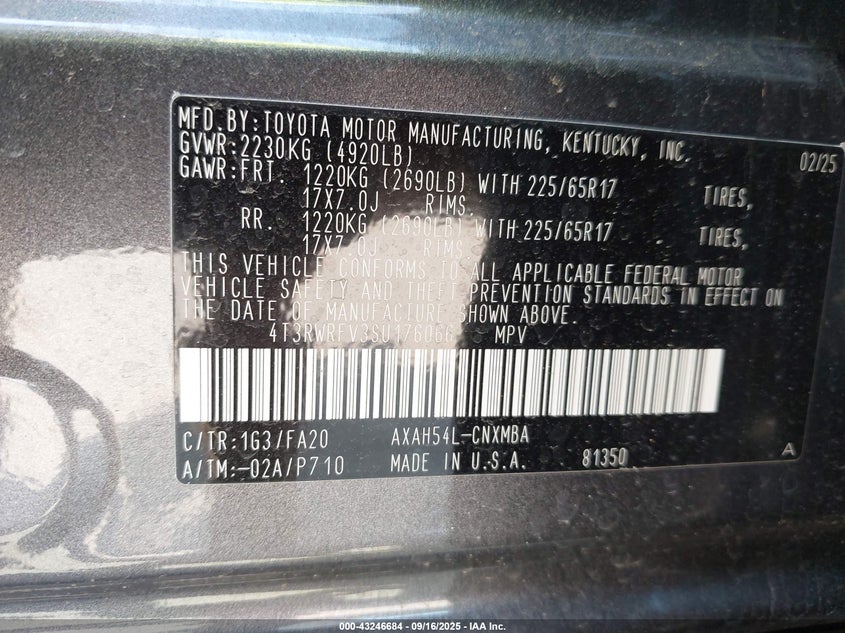 MFD.BY:TOYOTA MOTOR MANUFACTURING, KENTUCKY, INC. 02/25
GVWR:2230KG (4920LB)
GAWR:FRT. 1220KG (2690LB) WITH 225/65R17 TIRES,
17X7.0J RIMS.
RR. 1220KG (2690LB) WITH 225/65R17 TIRES,
17X7.0J RIMS
THIS VEHICLE CONFORMS TO ALL APPLICABLE FEDERAL MOTOR
VEHICLE SAFETY AND THEFT PREVENTION STANDARDS IN EFFECT ON
THE DATE OF MANUFACTURE SHOWN ABOVE.
4T3RWRFV3SU176066 MPV
C/TR:1G3/FA20 AXAH54L-CNXMBA
A/TM:-02A/P710 MADE IN U.S.A. 81350 A
000-43246684 - 09/16/2025 - IAA Inc.